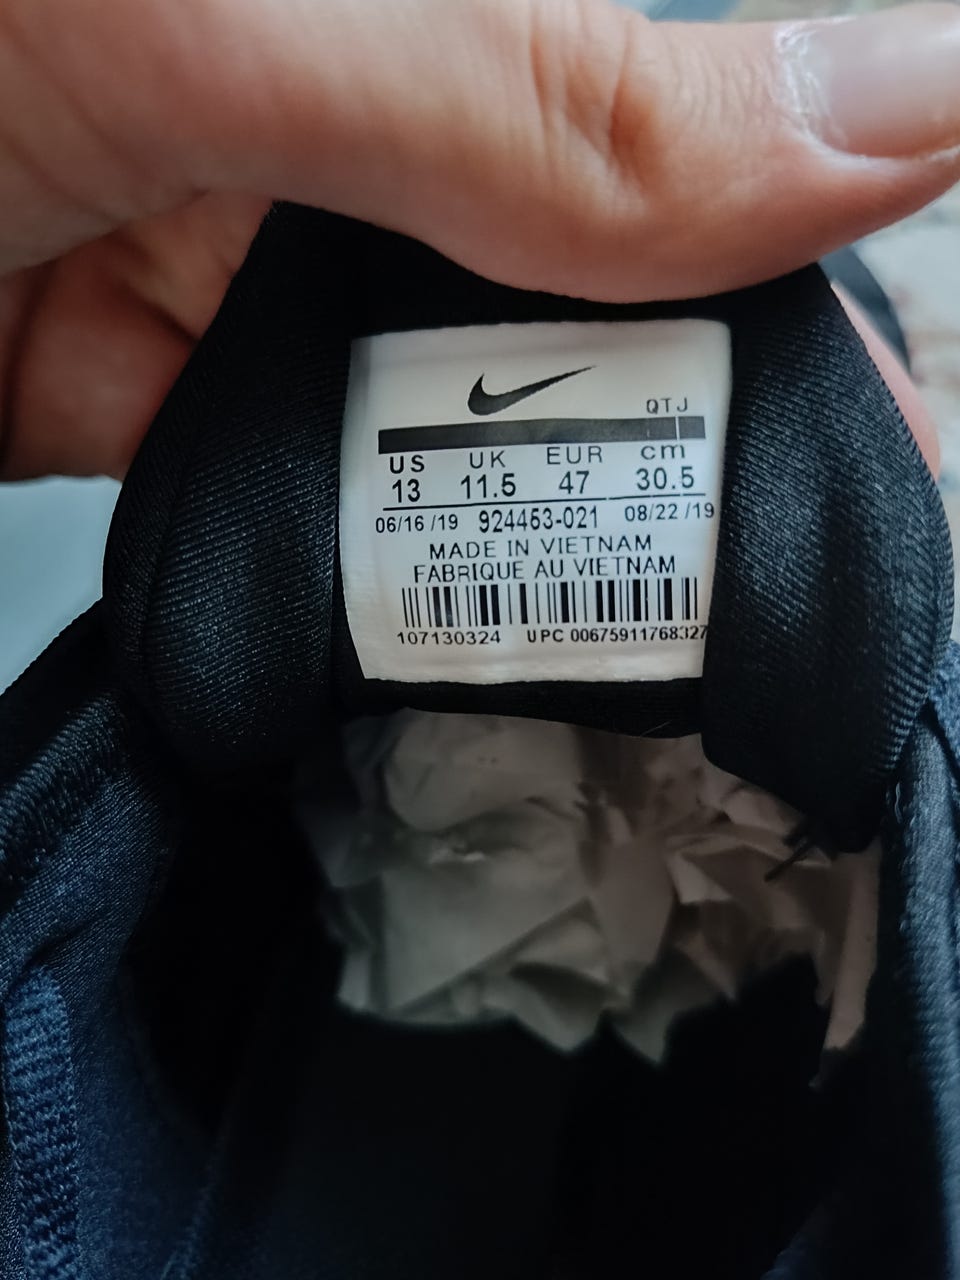 QTJ
US UK EUR cm
13 11.5 47 30.5
06/16 /19 924453-021 08/22 /19
MADE IN VIETNAM
FABRIQUE AU VIETNAM
107130324 UPC 00675911768327